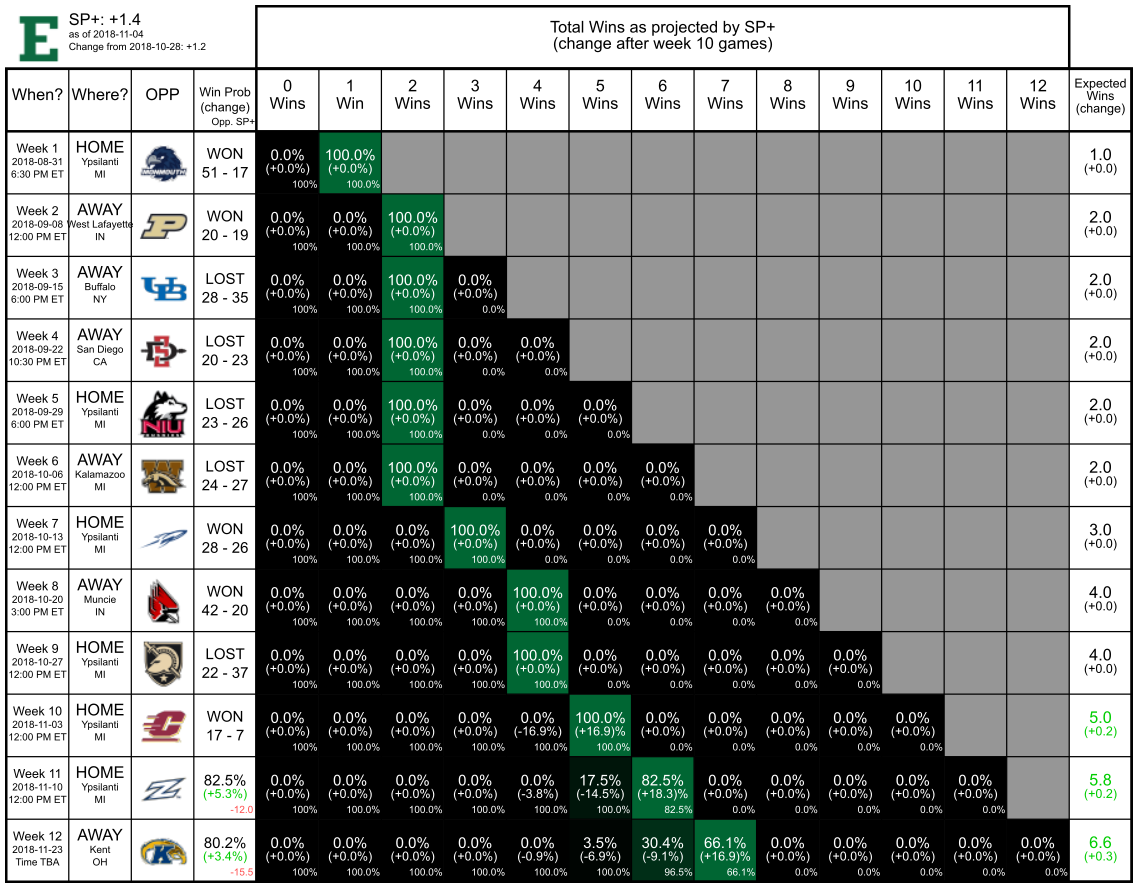 E
SP+: +1.4
as of 2018-11-04
Change from 2018-10-28: +1.2
Total Wins as projected by SP+
(change after week 10 games)
When? Where? OPP Win Prob (change) Opp. SP+ 0 Wins 1 Win 2 Wins 3 Wins 4 Wins 5 Wins 6 Wins 7 Wins 8 Wins 9 Wins 10 Wins 11 Wins 12 Wins Expected Wins (change)
Week 1 HOME
2018-08-31 Ypsilanti
6:30 PM ET MI
MONMOUTH
WON
51 - 17
0.0% 100.0% 1.0
(+0.0%) (+0.0%) (+0.0)
100% 100.0%
Week 2 AWAY
2018-09-08 West Lafayette
12:00 PM ET IN
P
WON
20 - 19
0.0% 0.0% 100.0% 2.0
(+0.0%) (+0.0%) (+0.0%) (+0.0)
100% 100.0% 100.0%
Week 3 AWAY
2018-09-15 Buffalo
6:00 PM ET NY
UB
LOST
28 - 35
0.0% 0.0% 100.0% 0.0% 2.0
(+0.0%) (+0.0%) (+0.0%) (+0.0%) (+0.0)
100% 100.0% 100.0% 0.0%
Week 4 AWAY
2018-09-22 San Diego
10:30 PM ET CA
SD
LOST
20 - 23
0.0% 0.0% 100.0% 0.0% 0.0% 2.0
(+0.0%) (+0.0%) (+0.0%) (+0.0%) (+0.0%) (+0.0)
100% 100.0% 100.0% 0.0% 0.0%
Week 5 HOME
2018-09-29 Ypsilanti
6:00 PM ET MI
NIU
LOST
23 - 26
0.0% 0.0% 100.0% 0.0% 0.0% 0.0% 2.0
(+0.0%) (+0.0%) (+0.0%) (+0.0%) (+0.0%) (+0.0%) (+0.0)
100% 100.0% 100.0% 0.0% 0.0% 0.0%
Week 6 AWAY
2018-10-06 Kalamazoo
12:00 PM ET MI
W
LOST
24 - 27
0.0% 0.0% 100.0% 0.0% 0.0% 0.0% 0.0% 2.0
(+0.0%) (+0.0%) (+0.0%) (+0.0%) (+0.0%) (+0.0%) (+0.0%) (+0.0)
100% 100.0% 100.0% 0.0% 0.0% 0.0% 0.0%
Week 7 HOME
2018-10-13 Ypsilanti
12:00 PM ET MI
WON
28 - 26
0.0% 0.0% 0.0% 100.0% 0.0% 0.0% 0.0% 0.0% 3.0
(+0.0%) (+0.0%) (+0.0%) (+0.0%) (+0.0%) (+0.0%) (+0.0%) (+0.0%) (+0.0)
100% 100.0% 100.0% 100.0% 0.0% 0.0% 0.0% 0.0%
Week 8 AWAY
2018-10-20 Muncie
3:00 PM ET IN
WON
42 - 20
0.0% 0.0% 0.0% 0.0% 100.0% 0.0% 0.0% 0.0% 0.0% 4.0
(+0.0%) (+0.0%) (+0.0%) (+0.0%) (+0.0%) (+0.0%) (+0.0%) (+0.0%) (+0.0%) (+0.0)
100% 100.0% 100.0% 100.0% 100.0% 0.0% 0.0% 0.0% 0.0%
Week 9 HOME
2018-10-27 Ypsilanti
12:00 PM ET MI
LOST
22 - 37
0.0% 0.0% 0.0% 0.0% 100.0% 0.0% 0.0% 0.0% 0.0% 0.0% 4.0
(+0.0%) (+0.0%) (+0.0%) (+0.0%) (+0.0%) (+0.0%) (+0.0%) (+0.0%) (+0.0%) (+0.0%) (+0.0)
100% 100.0% 100.0% 100.0% 100.0% 0.0% 0.0% 0.0% 0.0% 0.0%
Week 10 HOME
2018-11-03 Ypsilanti
12:00 PM ET MI
C
WON
17 - 7
0.0% 0.0% 0.0% 0.0% 0.0% 100.0% 0.0% 0.0% 0.0% 0.0% 0.0% 5.0
(+0.0%) (+0.0%) (+0.0%) (+0.0%) (-16.9%) (+16.9)% (+0.0%) (+0.0%) (+0.0%) (+0.0%) (+0.0%) (+0.2)
100% 100.0% 100.0% 100.0% 100.0% 100.0% 0.0% 0.0% 0.0% 0.0% 0.0%
Week 11 HOME
2018-11-10 Ypsilanti
12:00 PM ET MI
Z
82.5%
(+5.3%)
-12.0
0.0% 0.0% 0.0% 0.0% 0.0% 17.5% 82.5% 0.0% 0.0% 0.0% 0.0% 0.0% 5.8
(+0.0%) (+0.0%) (+0.0%) (+0.0%) (-3.8%) (-14.5%) (+18.3)% (+0.0%) (+0.0%) (+0.0%) (+0.0%) (+0.0%) (+0.2)
100% 100.0% 100.0% 100.0% 100.0% 100.0% 82.5% 0.0% 0.0% 0.0% 0.0% 0.0%
Week 12 AWAY
2018-11-23 Kent
Time TBA OH
K
80.2%
(+3.4%)
-15.5
0.0% 0.0% 0.0% 0.0% 0.0% 3.5% 30.4% 66.1% 0.0% 0.0% 0.0% 0.0% 0.0% 6.6
(+0.0%) (+0.0%) (+0.0%) (+0.0%) (-0.9%) (-6.9%) (-9.1%) (+16.9)% (+0.0%) (+0.0%) (+0.0%) (+0.0%) (+0.0%) (+0.3)
100% 100.0% 100.0% 100.0% 100.0% 100.0% 96.5% 66.1% 0.0% 0.0% 0.0% 0.0% 0.0%